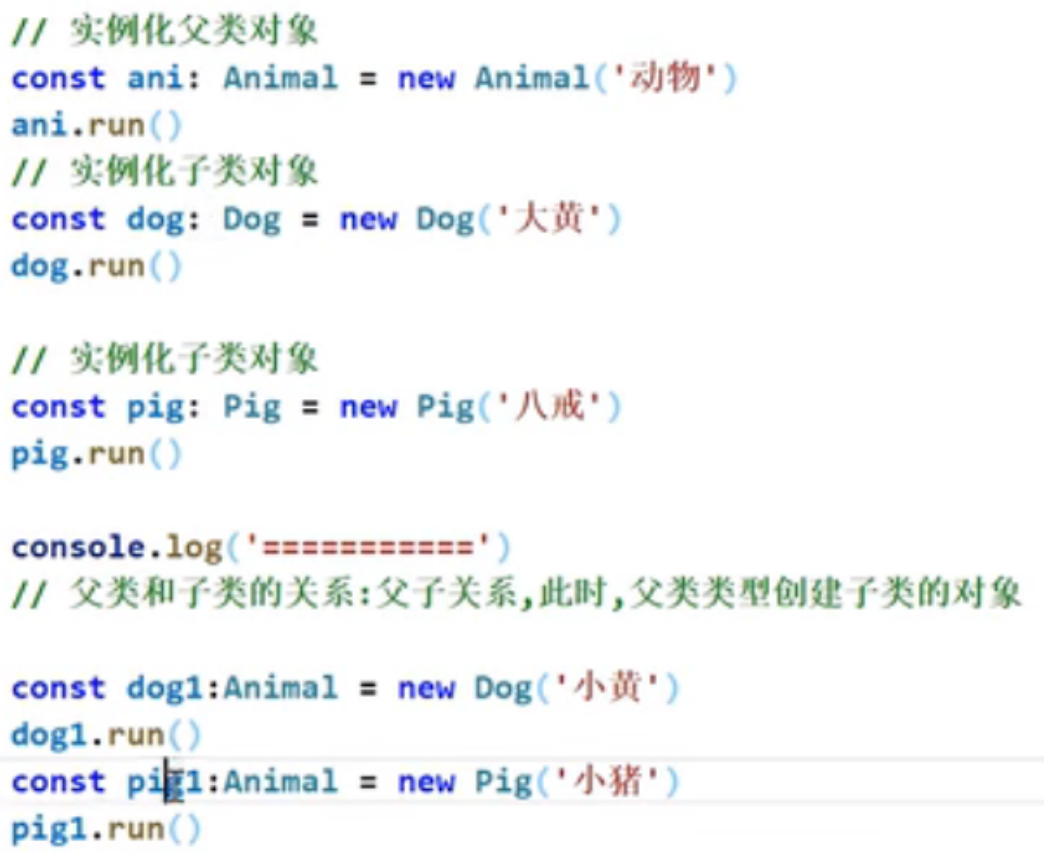 // 实例化父类对象
const ani: Animal = new Animal('动物')
ani.run()
// 实例化子类对象
const dog: Dog = new Dog('大黄')
dog.run()
// 实例化子类对象
const pig: Pig = new Pig('八戒')
pig.run()
console.log('===========')
// 父类和子类的关系:父子关系,此时,父类类型创建子类的对象
const dog1:Animal = new Dog('小黄')
dog1.run()
const pig1:Animal = new Pig('小猪')
pig1.run()